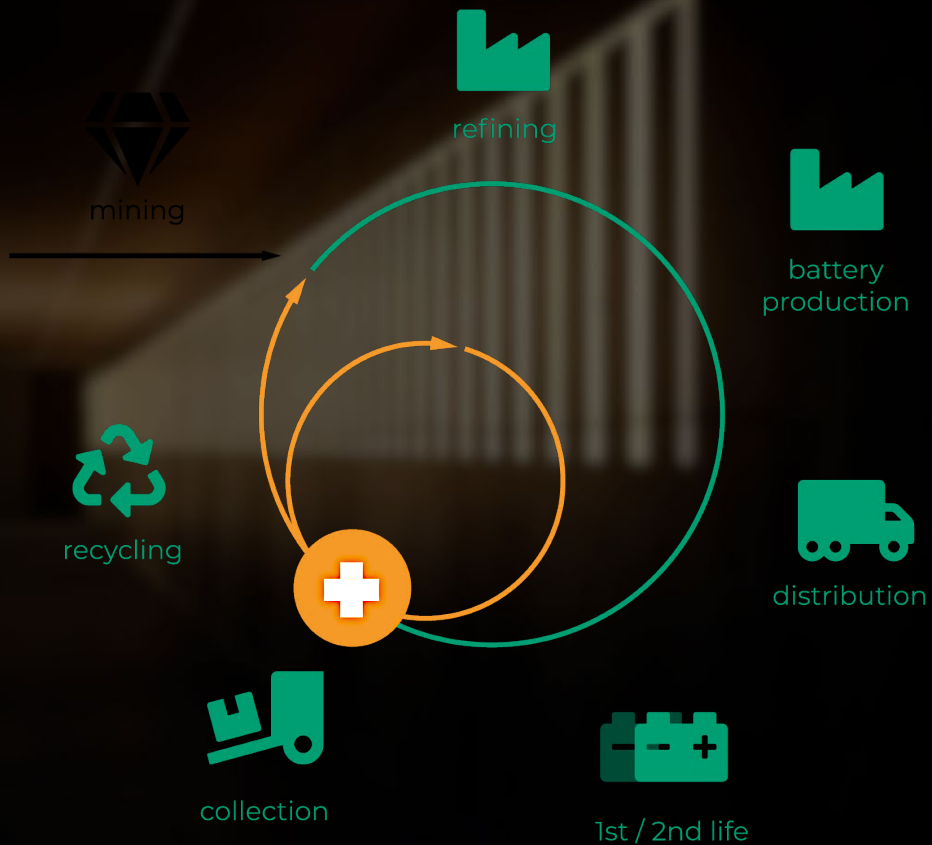 refining
mining
battery
production
recycling
distribution
collection
1st / 2nd life